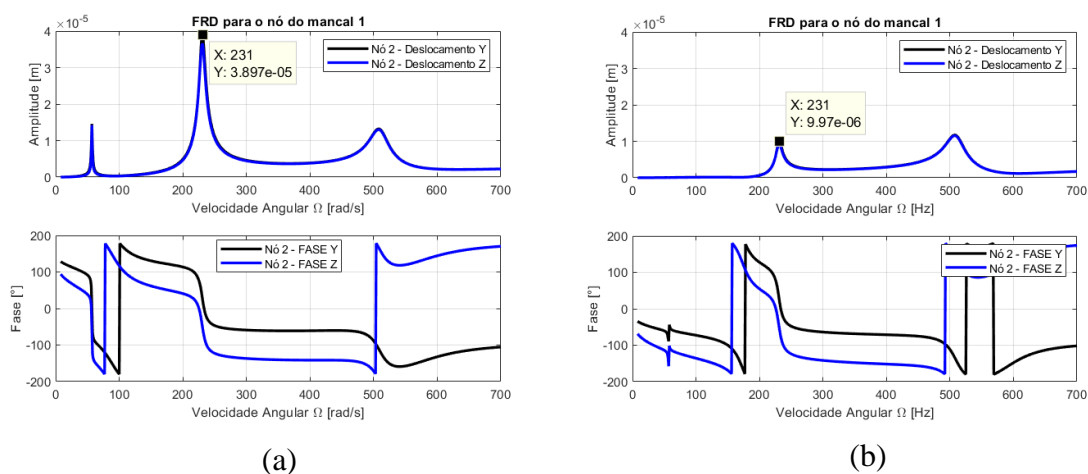 FRD para o nó do mancal 1
×10⁻⁵
4
3
2
1
0
Amplitude [m]
Nó 2 - Deslocamento Y
Nó 2 - Deslocamento Z
X: 231
Y: 3.897e-05
0 100 200 300 400 500 600 700
Velocidade Angular Ω [rad/s]
200
100
0
-100
-200
Fase [°]
Nó 2 - FASE Y
Nó 2 - FASE Z
0 100 200 300 400 500 600 700
Velocidade Angular Ω [rad/s]
(a)
FRD para o nó do mancal 1
×10⁻⁵
4
3
2
1
0
Amplitude [m]
Nó 2 - Deslocamento Y
Nó 2 - Deslocamento Z
X: 231
Y: 9.97e-06
0 100 200 300 400 500 600 700
Velocidade Angular Ω [Hz]
200
100
0
-100
-200
Fase [°]
Nó 2 - FASE Y
Nó 2 - FASE Z
0 100 200 300 400 500 600 700
Velocidade Angular Ω [Hz]
(b)